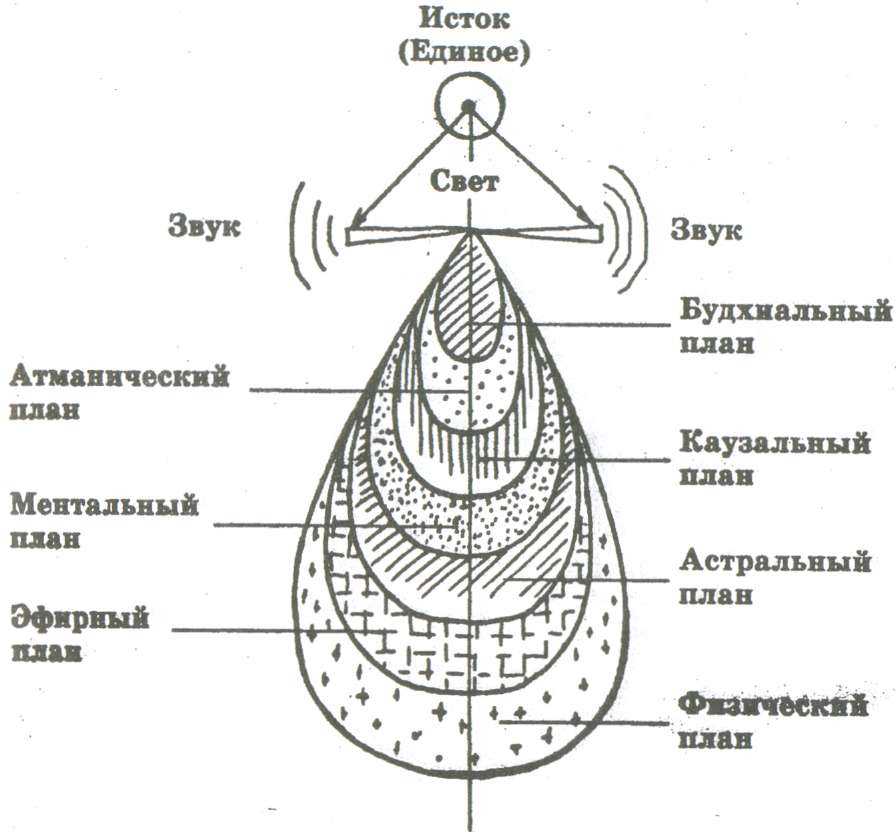 Исток
(Единое)
Свет
Звук
Звук
Будхиальный
план
Атманический
план
Каузальный
план
Ментальный
план
Астральный
план
Эфирный
план
Физический
план